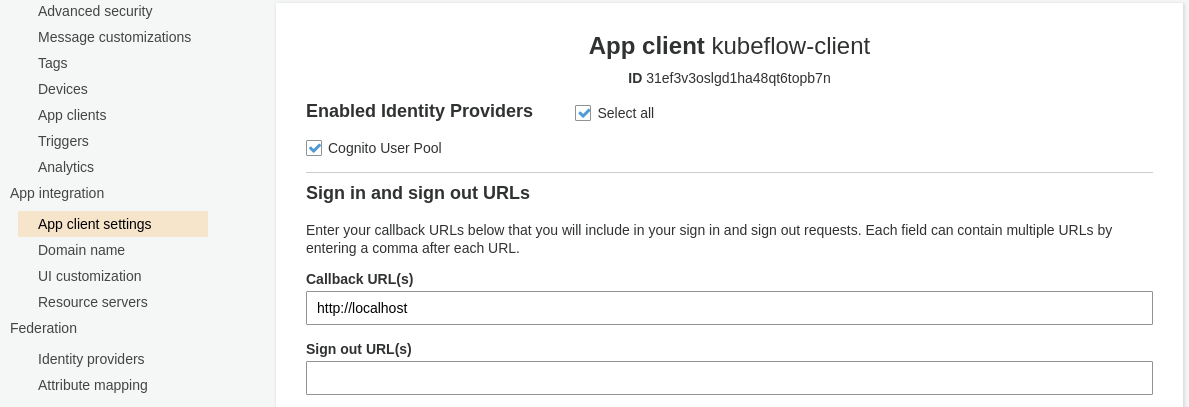 Advanced security
Message customizations
Tags
Devices
App clients
Triggers
Analytics
App integration
App client settings
Domain name
UI customization
Resource servers
Federation
Identity providers
Attribute mapping
App client kubeflow-client
ID 31ef3v3oslgd1ha48qt6topb7n
Enabled Identity Providers
Select all
Cognito User Pool
Sign in and sign out URLs
Enter your callback URLs below that you will include in your sign in and sign out requests. Each field can contain multiple URLs by
entering a comma after each URL.
Callback URL(s)
http://localhost
Sign out URL(s)